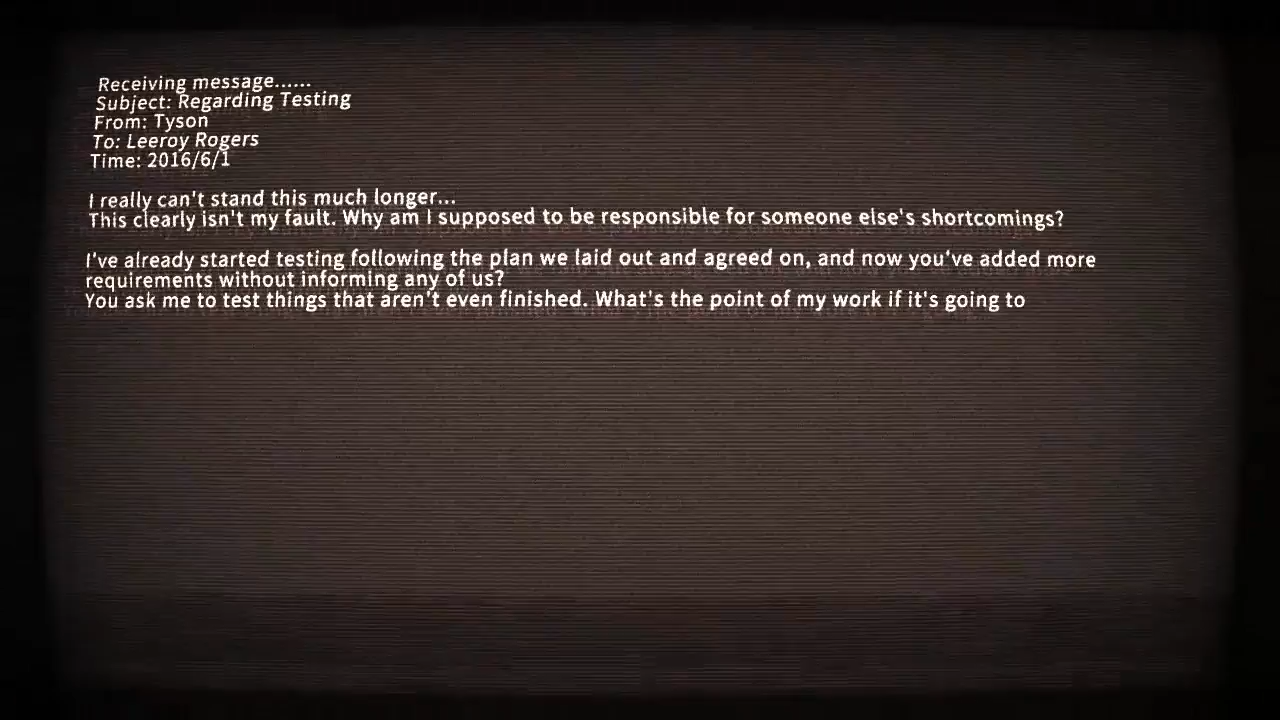 Receiving message......
Subject: Regarding Testing
From: Tyson
To: Leeroy Rogers
Time: 2016/6/1
I really can't stand this much longer...
This clearly isn't my fault. Why am I supposed to be responsible for someone else's shortcomings?
I've already started testing following the plan we laid out and agreed on, and now you've added more
requirements without informing any of us?
You ask me to test things that aren't even finished. What's the point of my work if it's going to